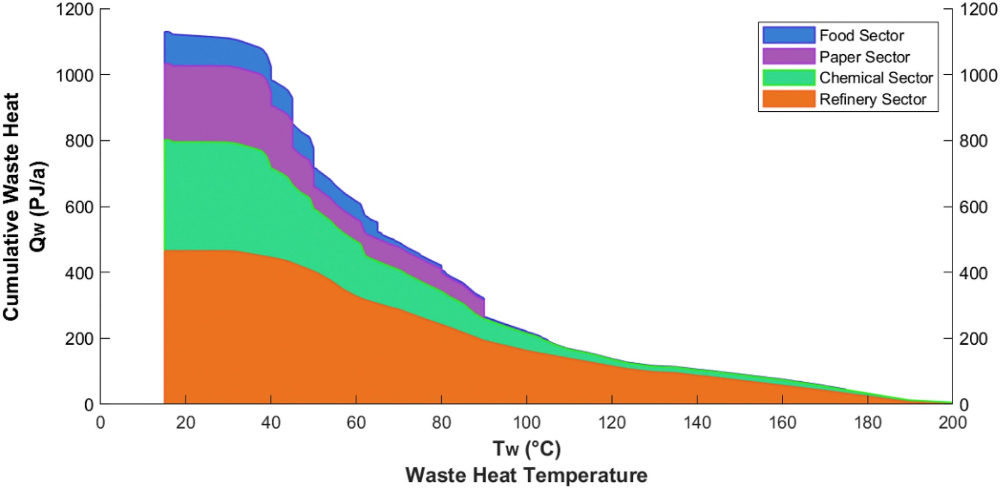 Cumulative Waste Heat
Qw (PJ/a)
1200
1000
800
600
400
200
0
0 20 40 60 80 100 120 140 160 180 200
Tw (°C)
Waste Heat Temperature
1200
1000
800
600
400
200
0
Food Sector
Paper Sector
Chemical Sector
Refinery Sector